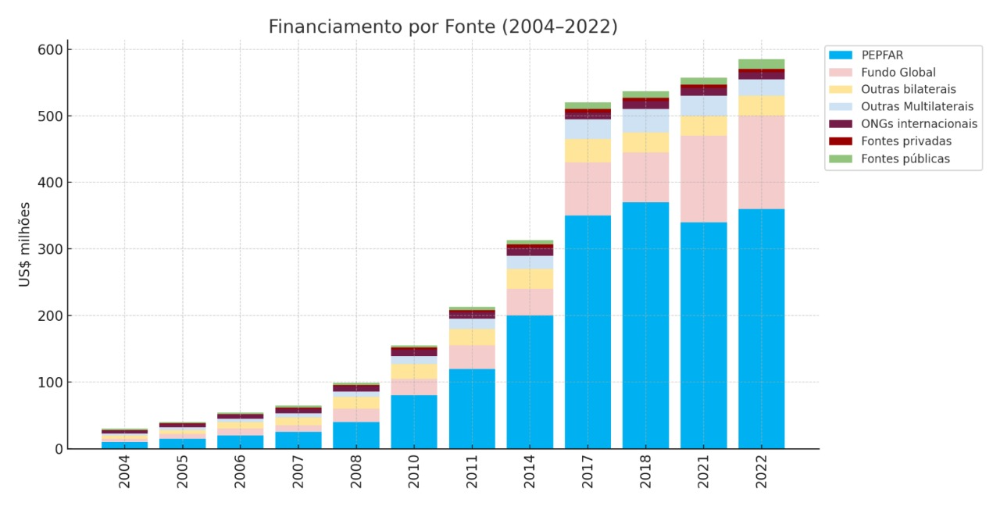 Financiamento por Fonte (2004–2022)
US$ milhões
600
500
400
300
200
100
0
2004
2005
2006
2007
2008
2010
2011
2014
2017
2018
2021
2022
PEPFAR
Fundo Global
Outras bilaterais
Outras Multilaterais
ONGs internacionais
Fontes privadas
Fontes públicas